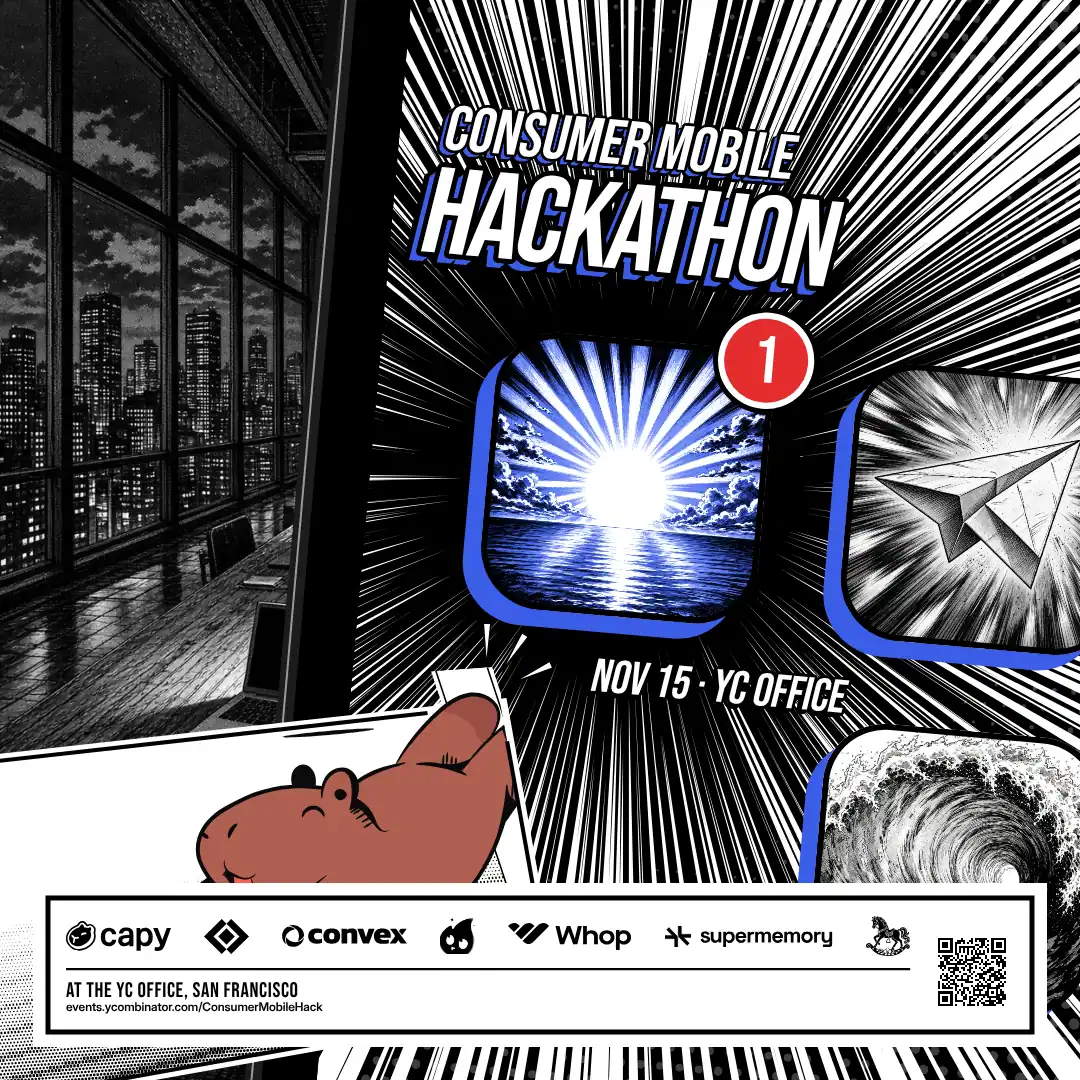 CONSUMER MOBILE
HACKATHON
1
NOV 15 · YC OFFICE
capy
convex
Whop
supermemory
AT THE YC OFFICE, SAN FRANCISCO
events.ycombinator.com/ConsumerMobileHack